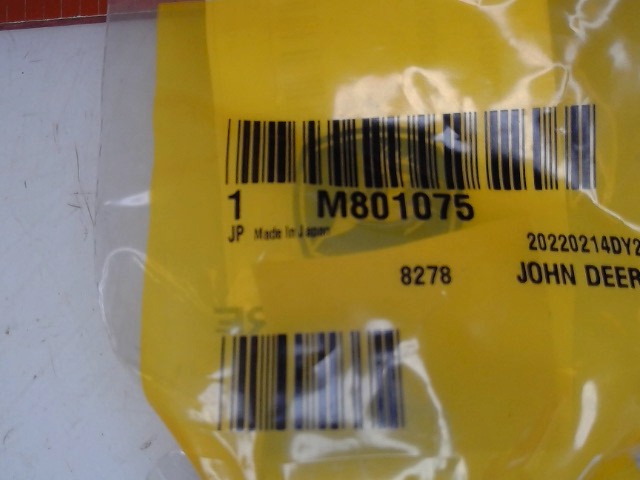 1 M801075
JP Made In Japan
20220214DY2
8278 JOHN DEER